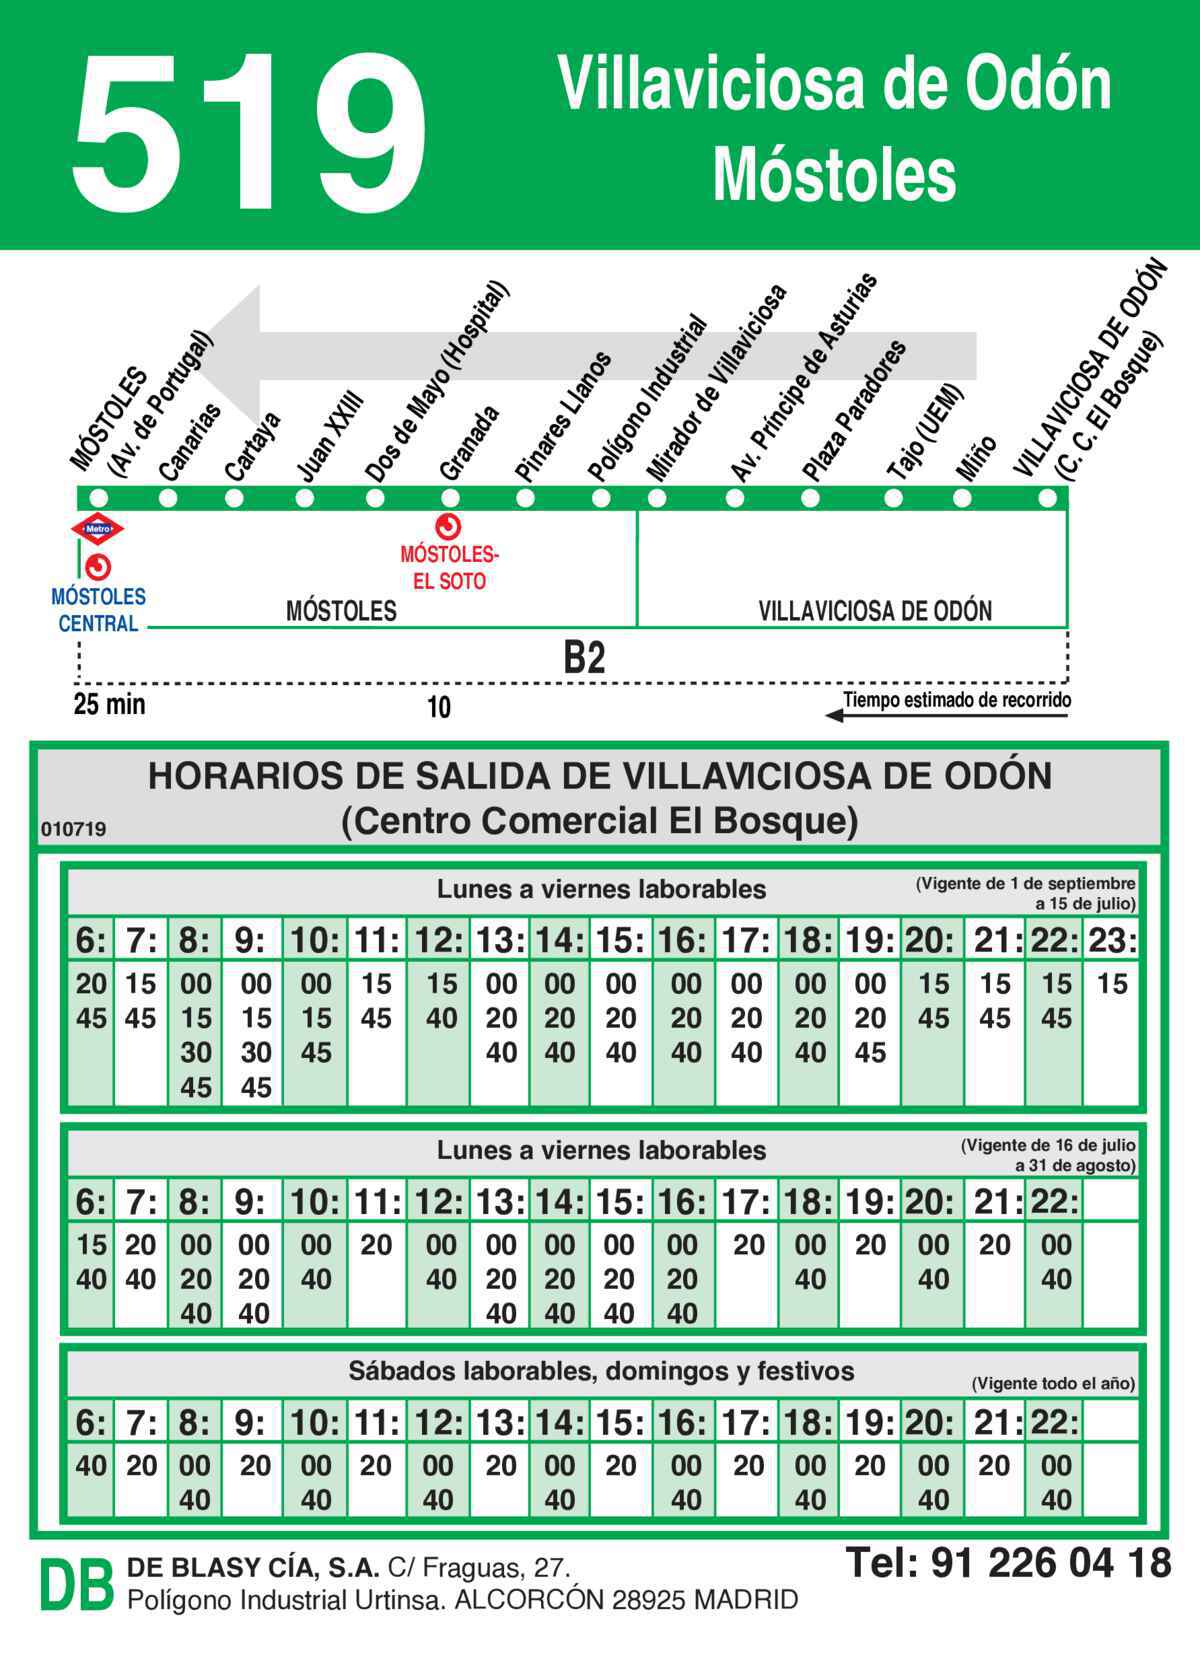 519
Villaviciosa de Odón
Móstoles
MÓSTOLES
(Av. de Portugal)
Canarias
Cartaya
Juan XXIII
Dos de Mayo (Hospital)
Granada
Pinares Llanos
Polígono Industrial
Mirador de Villaviciosa
Av. Príncipe de Asturias
Plaza Paradores
Tajo (UEM)
Miño
VILLAVICIOSA DE ODÓN
(C. C. El Bosque)
Metro
MÓSTOLES
CENTRAL
MÓSTOLES-
EL SOTO
MÓSTOLES
VILLAVICIOSA DE ODÓN
B2
25 min
10
Tiempo estimado de recorrido
HORARIOS DE SALIDA DE VILLAVICIOSA DE ODÓN
(Centro Comercial El Bosque)
010719
Lunes a viernes laborables
(Vigente de 1 de septiembre
a 15 de julio)
6: 7: 8: 9: 10: 11: 12: 13: 14: 15: 16: 17: 18: 19: 20: 21: 22: 23:
20 15 00 00 00 15 15 00 00 00 00 00 00 00 15 15 15 15
45 45 15 15 15 45 40 20 20 20 20 20 20 20 45 45 45
30 30 45 40 40 40 40 40 40 45
45 45
Lunes a viernes laborables
(Vigente de 16 de julio
a 31 de agosto)
6: 7: 8: 9: 10: 11: 12: 13: 14: 15: 16: 17: 18: 19: 20: 21: 22:
15 20 00 00 00 20 00 00 00 00 00 20 00 20 00 20 00
40 40 20 20 40 40 20 20 20 20 40 40 40
40 40 40 40 40 40
Sábados laborables, domingos y festivos
(Vigente todo el año)
6: 7: 8: 9: 10: 11: 12: 13: 14: 15: 16: 17: 18: 19: 20: 21: 22:
40 20 00 20 00 20 00 20 00 20 00 20 00 20 00 20 00
40 40 40 40 40 40 40 40
DB
DE BLASY CÍA, S.A. C/ Fraguas, 27.
Polígono Industrial Urtinsa. ALCORCÓN 28925 MADRID
Tel: 91 226 04 18